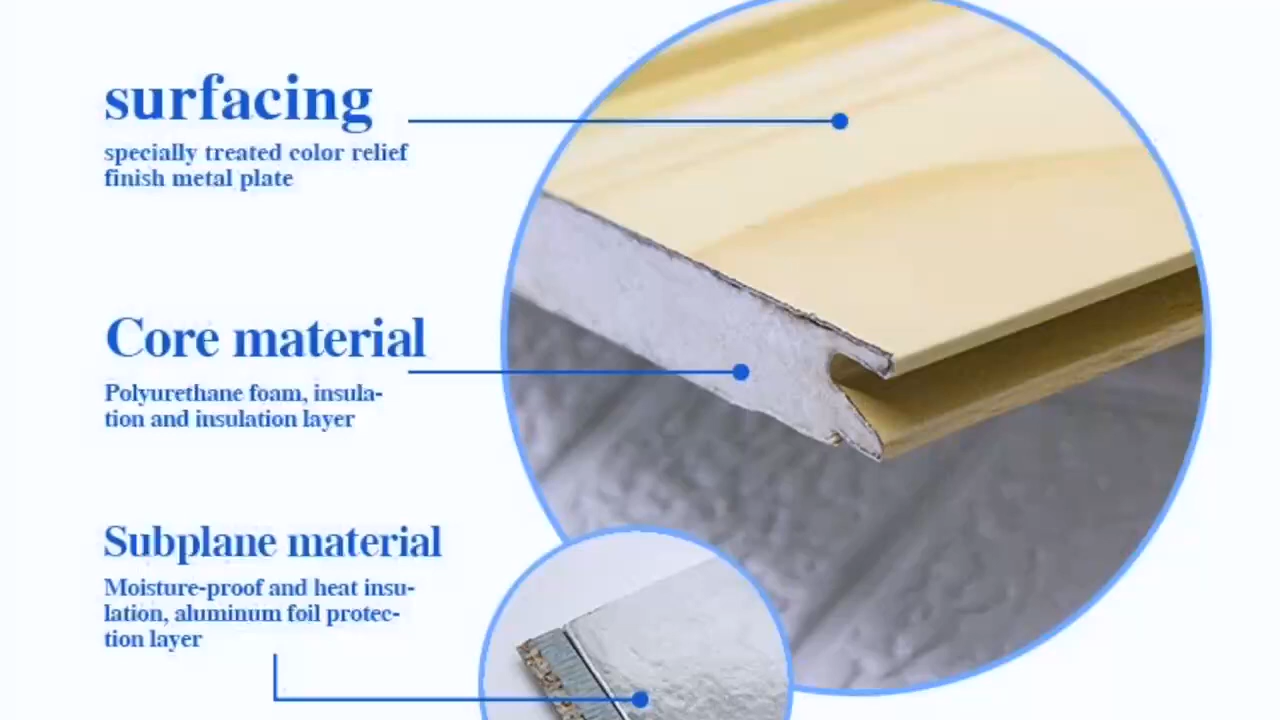 surfacing
specially treated color relief
finish metal plate
Core material
Polyurethane foam, insula-
tion and insulation layer
Subplane material
Moisture-proof and heat insu-
lation, aluminum foil protec-
tion layer